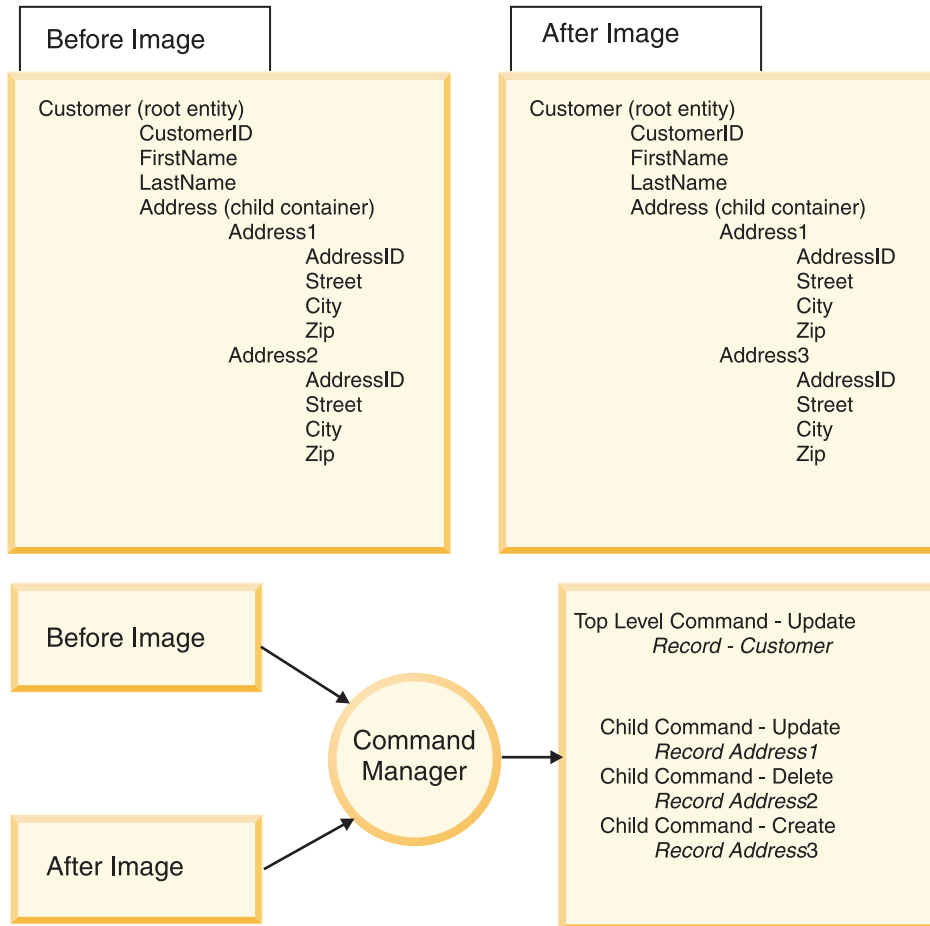 Before Image
Customer (root entity)
CustomerID
FirstName
LastName
Address (child container)
Address1
AddressID
Street
City
Zip
Address2
AddressID
Street
City
Zip
After Image
Customer (root entity)
CustomerID
FirstName
LastName
Address (child container)
Address1
AddressID
Street
City
Zip
Address3
AddressID
Street
City
Zip
Before Image
After Image
Command
Manager
Top Level Command - Update
Record - Customer
Child Command - Update
Record Address1
Child Command - Delete
Record Address2
Child Command - Create
Record Address3